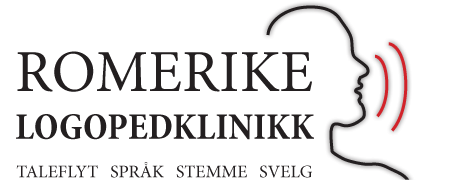 ROMERIKE
LOGOPEDKLINIKK
TALEFLYT SPRÅK STEMME SVELG